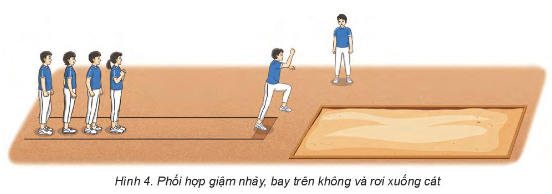 Hình 4. Phối hợp giậm nhảy, bay trên không và rơi xuống cát